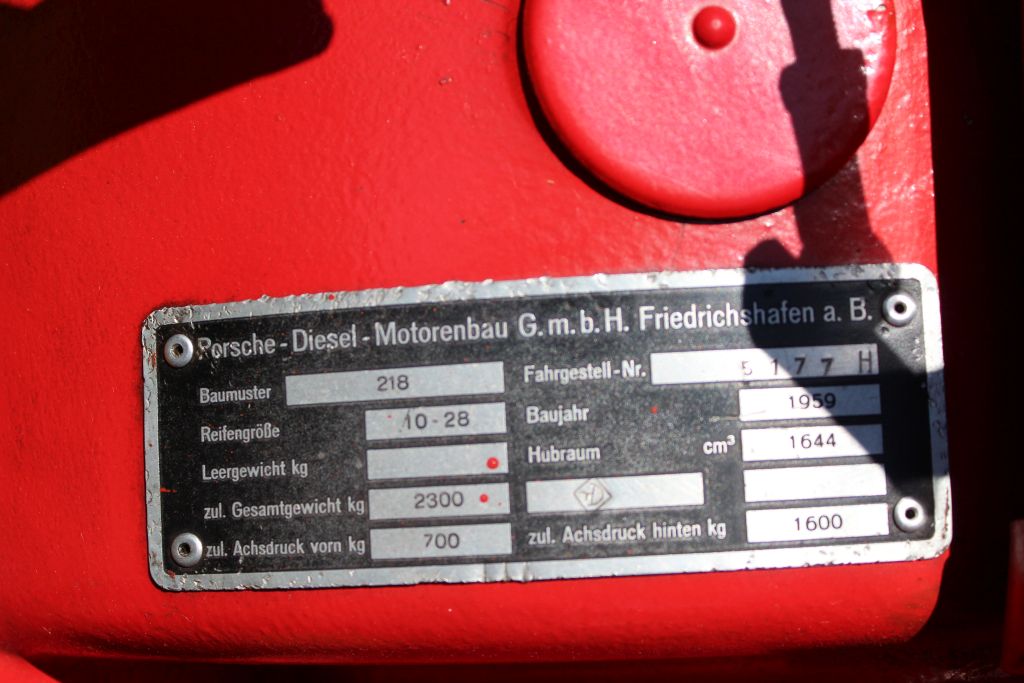 Porsche-Diesel-Motorenbau G.m.b.H. Friedrichshafen a. B.
Baumuster 218 Fahrgestell-Nr. 5177 H
Reifengröße 10-28 Baujahr 1959
Leergewicht kg Hubraum cm³ 1644
zul. Gesamtgewicht kg 2300
zul. Achsdruck vorn kg 700 zul. Achsdruck hinten kg 1600